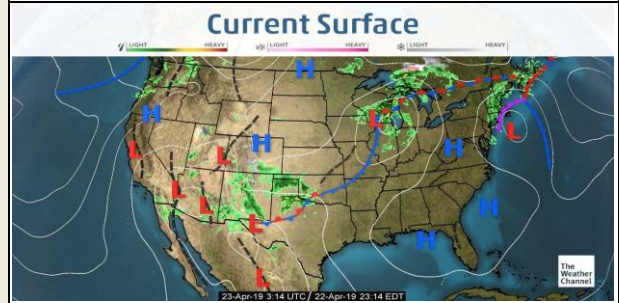 Current Surface
LIGHT HEAVY LIGHT HEAVY LIGHT HEAVY
H
H
L
L
L
H
H
L
L
L
H
L
H
L
H
The
Weather
Channel
23-Apr-19 3:14 UTC / 22-Apr-19 23:14 EDT